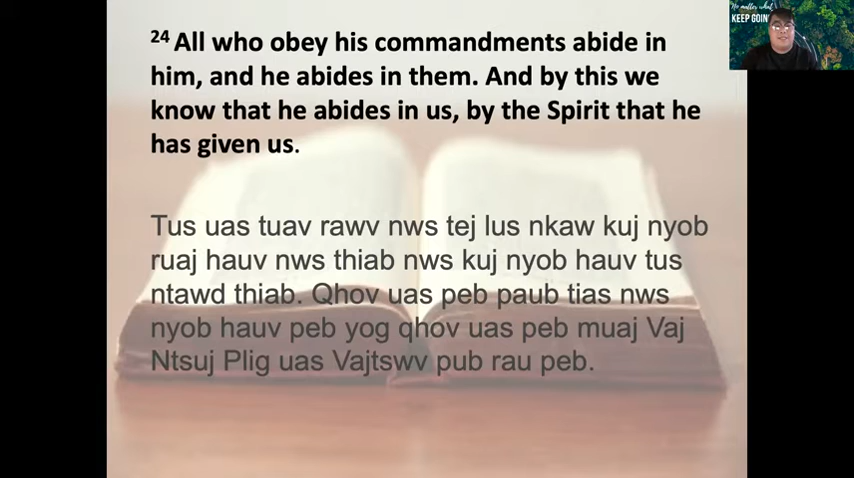 No matter what
KEEP GOIN
24 All who obey his commandments abide in
him, and he abides in them. And by this we
know that he abides in us, by the Spirit that he
has given us.
Tus uas tuav rawv nws tej lus nkaw kuj nyob
ruaj hauv nws thiab nws kuj nyob hauv tus
ntawd thiab. Qhov uas peb paub tias nws
nyob hauv peb yog qhov uas peb muaj Vaj
Ntsuj Plig uas Vajtswv pub rau peb.